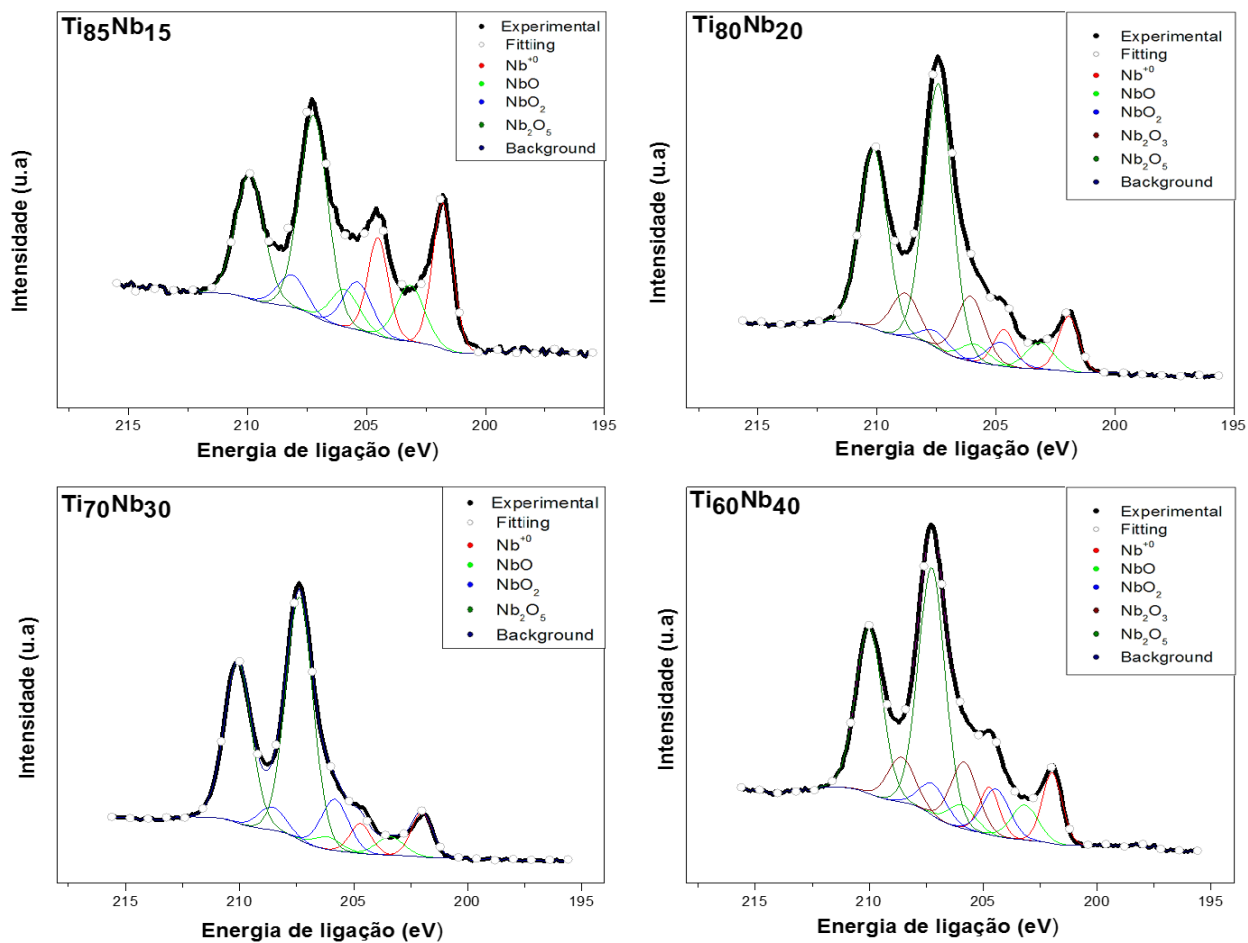 Ti85Nb15
Experimental
Fittiing
Nb+0
NbO
NbO2
Nb2O5
Background
Intensidade (u.a)
215 210 205 200 195
Energia de ligação (eV)
Ti80Nb20
Experimental
Fitting
Nb+0
NbO
NbO2
Nb2O3
Nb2O5
Background
Intensidade (u.a)
215 210 205 200 195
Energia de ligação (eV)
Ti70Nb30
Experimental
Fittiing
Nb+0
NbO
NbO2
Nb2O5
Background
Intensidade (u.a)
215 210 205 200 195
Energia de ligação (eV)
Ti60Nb40
Experimental
Fitting
Nb+0
NbO
NbO2
Nb2O3
Nb2O5
Background
Intensidade (u.a)
215 210 205 200 195
Energia de ligação (eV)